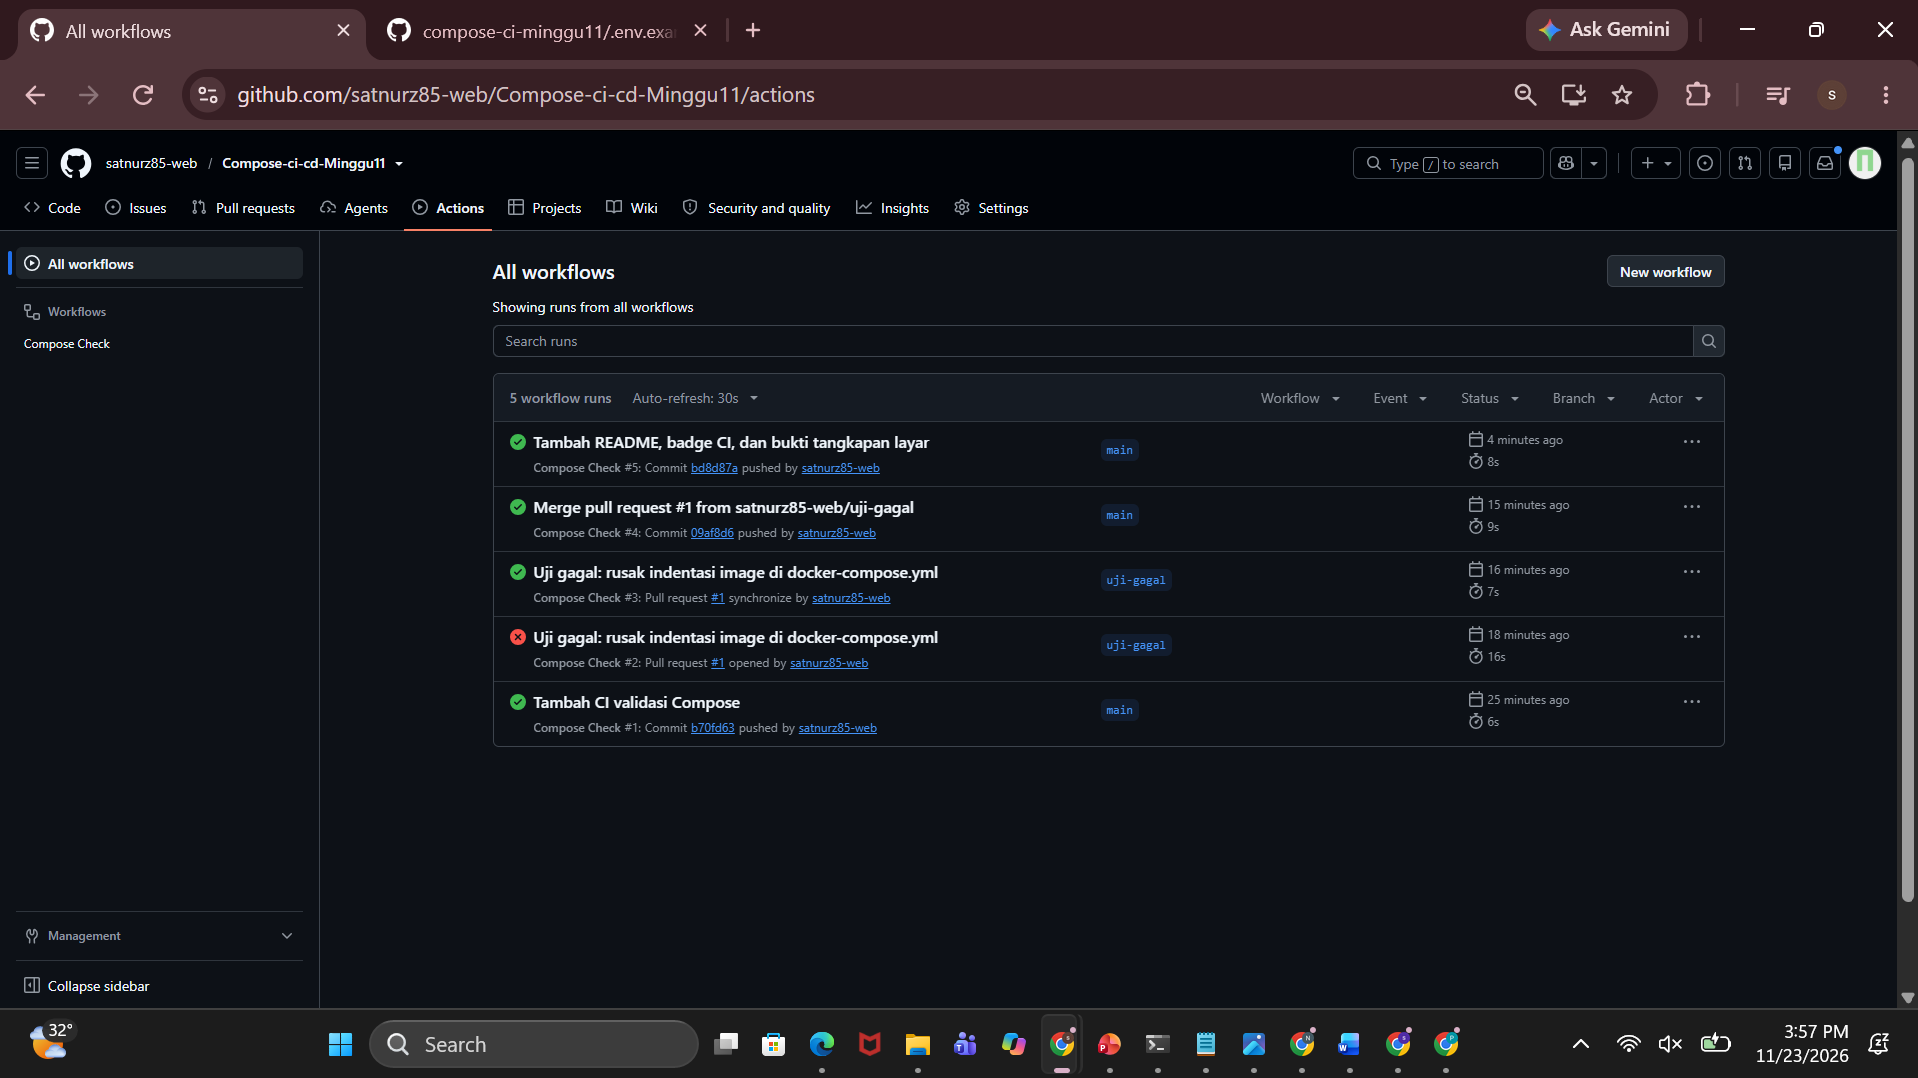 All workflows
compose-ci-minggu11/.env.exa
Ask Gemini
github.com/satnurz85-web/Compose-ci-cd-Minggu11/actions
s
satnurz85-web / Compose-ci-cd-Minggu11
Type / to search
Code
Issues
Pull requests
Agents
Actions
Projects
Wiki
Security and quality
Insights
Settings
All workflows
Workflows
Compose Check
Management
Collapse sidebar
All workflows
New workflow
Showing runs from all workflows
Search runs
5 workflow runs
Auto-refresh: 30s
Workflow
Event
Status
Branch
Actor
Tambah README, badge CI, dan bukti tangkapan layar
Compose Check #5: Commit bd8d87a pushed by satnurz85-web
main
4 minutes ago
8s
Merge pull request #1 from satnurz85-web/uji-gagal
Compose Check #4: Commit 09af8d6 pushed by satnurz85-web
main
15 minutes ago
9s
Uji gagal: rusak indentasi image di docker-compose.yml
Compose Check #3: Pull request #1 synchronize by satnurz85-web
uji-gagal
16 minutes ago
7s
Uji gagal: rusak indentasi image di docker-compose.yml
Compose Check #2: Pull request #1 opened by satnurz85-web
uji-gagal
18 minutes ago
16s
Tambah CI validasi Compose
Compose Check #1: Commit b70fd63 pushed by satnurz85-web
main
25 minutes ago
6s
32°
Search
3:57 PM
11/23/2026